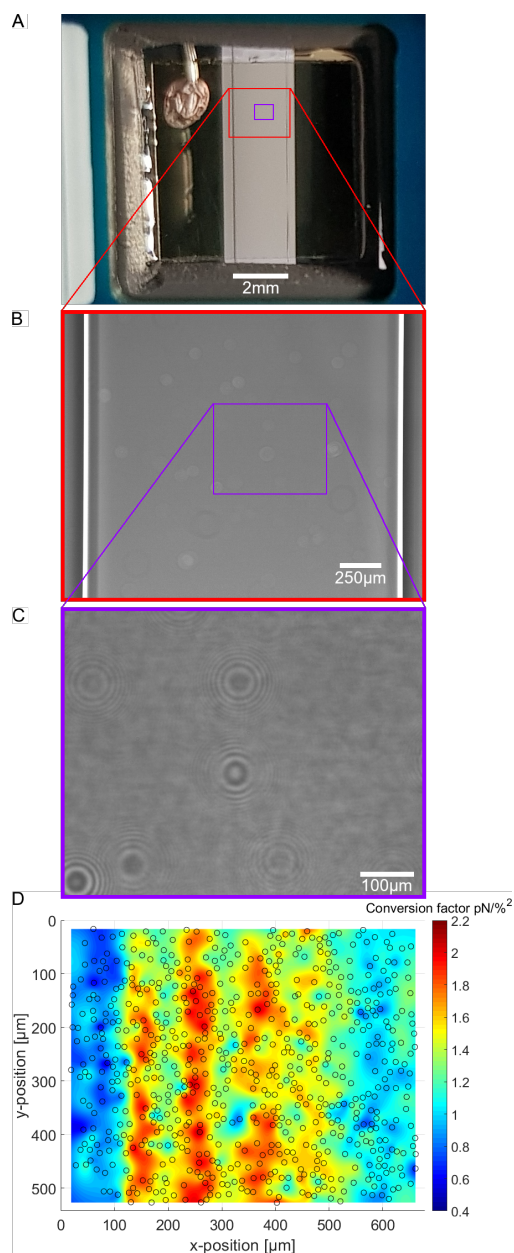 A
2mm
B
250µm
C
100µm
D
Conversion factor pN/%²
0
100
200
300
400
500
y-position [µm]
0
100
200
300
400
500
600
x-position [µm]
2.2
2
1.8
1.6
1.4
1.2
1
0.8
0.6
0.4